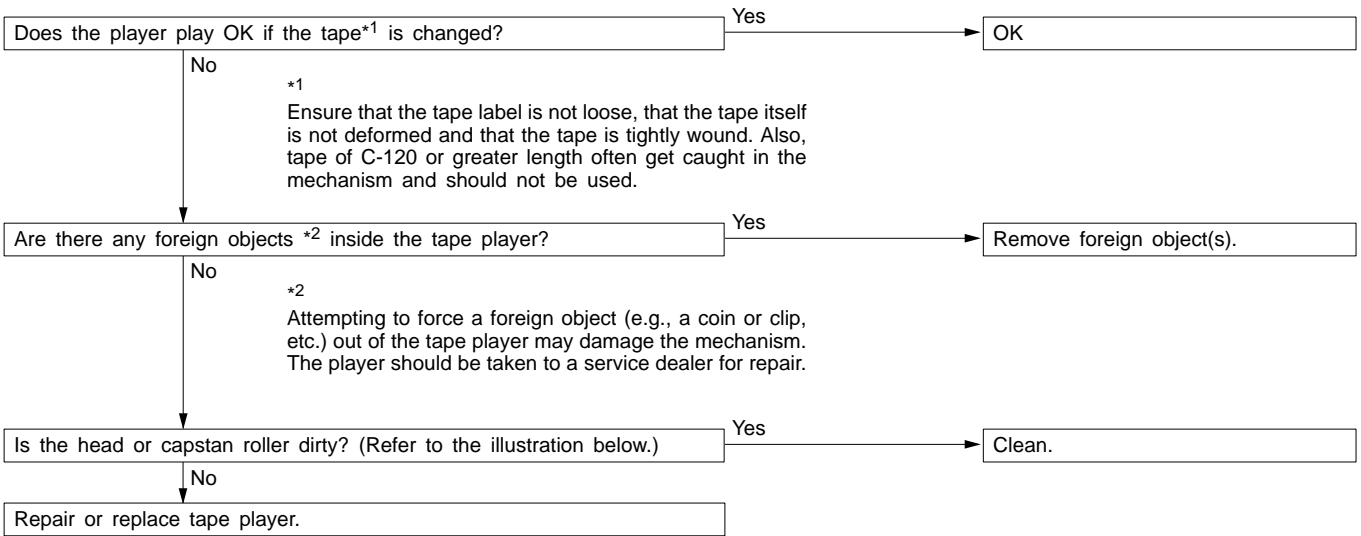 Does the player play OK if the tape*1 is changed?
Yes
OK
No
*1
Ensure that the tape label is not loose, that the tape itself
is not deformed and that the tape is tightly wound. Also,
tape of C-120 or greater length often get caught in the
mechanism and should not be used.
Are there any foreign objects *2 inside the tape player?
Yes
Remove foreign object(s).
No
*2
Attempting to force a foreign object (e.g., a coin or clip,
etc.) out of the tape player may damage the mechanism.
The player should be taken to a service dealer for repair.
Is the head or capstan roller dirty? (Refer to the illustration below.)
Yes
Clean.
No
Repair or replace tape player.